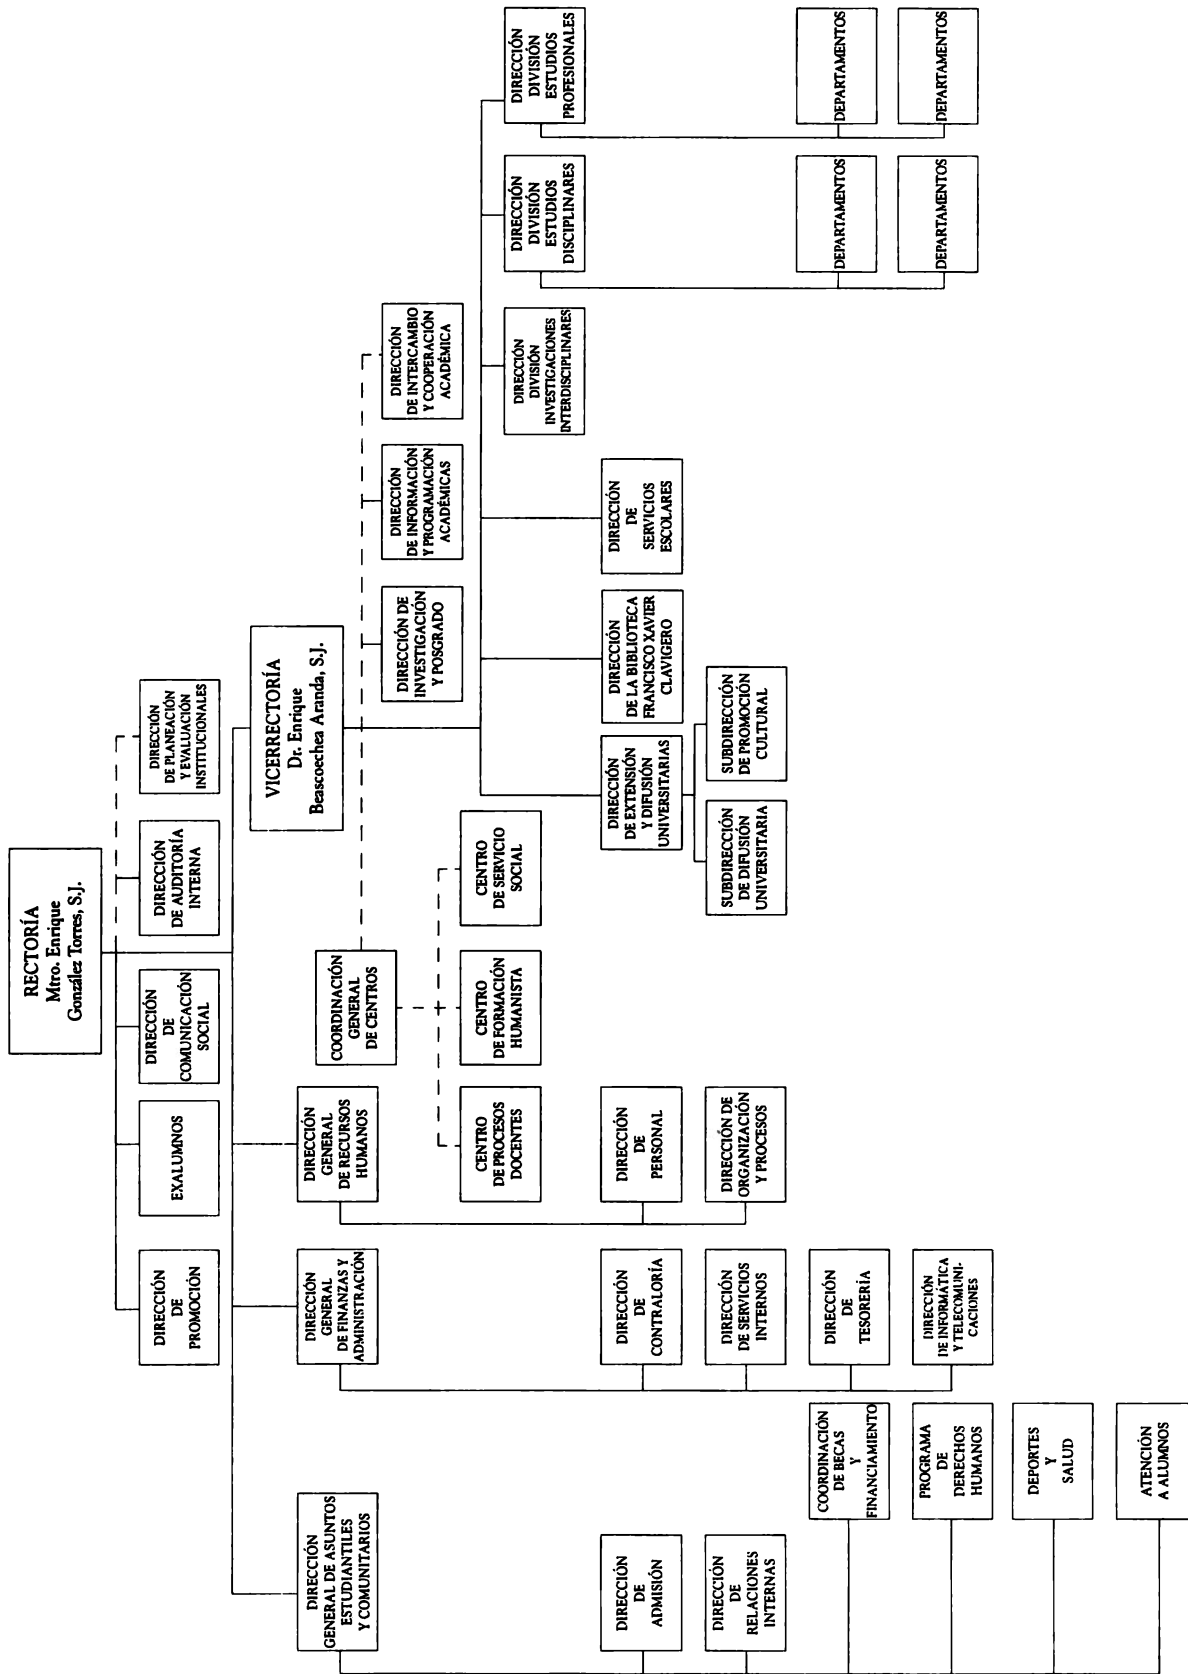 RECTORÍA
Mtro. Enrique
González Torres, S.J.
DIRECCIÓN
DE
PROMOCIÓN
EXALUMNOS
DIRECCIÓN
DE
COMUNICACIÓN
SOCIAL
DIRECCIÓN
DE AUDITORÍA
INTERNA
DIRECCIÓN
DE PLANEACIÓN
Y EVALUACIÓN
INSTITUCIONALES
VICERRECTORÍA
Dr. Enrique
Beascoechea Aranda, S.J.
DIRECCIÓN
GENERAL DE ASUNTOS
ESTUDIANTILES
Y COMUNITARIOS
DIRECCIÓN
GENERAL
DE FINANZAS Y
ADMINISTRACIÓN
DIRECCIÓN
GENERAL
DE RECURSOS
HUMANOS
COORDINACIÓN
GENERAL
DE CENTROS
DIRECCIÓN DE
INVESTIGACIÓN
Y POSGRADO
DIRECCIÓN
DE INFORMACIÓN
Y PROGRAMACIÓN
ACADÉMICAS
DIRECCIÓN
DE INTERCAMBIO
Y COOPERACIÓN
ACADÉMICA
CENTRO
DE PROCESOS
DOCENTES
CENTRO
DE FORMACIÓN
HUMANISTA
CENTRO
DE SERVICIO
SOCIAL
DIRECCIÓN
DIVISIÓN
INVESTIGACIONES
INTERDISCIPLINARES
DIRECCIÓN
DIVISIÓN
ESTUDIOS
DISCIPLINARES
DIRECCIÓN
DIVISIÓN
ESTUDIOS
PROFESIONALES
DIRECCIÓN
DE
ADMISIÓN
DIRECCIÓN
DE
CONTRALORÍA
DIRECCIÓN
DE
PERSONAL
DIRECCIÓN
DE EXTENSIÓN
Y DIFUSIÓN
UNIVERSITARIAS
DIRECCIÓN
DE LA BIBLIOTECA
FRANCISCO XAVIER
CLAVIGERO
DIRECCIÓN
DE
SERVICIOS
ESCOLARES
DIRECCIÓN
DE
RELACIONES
INTERNAS
DIRECCIÓN
DE SERVICIOS
INTERNOS
DIRECCIÓN DE
ORGANIZACIÓN
Y PROCESOS
SUBDIRECCIÓN
DE DIFUSIÓN
UNIVERSITARIA
SUBDIRECCIÓN
DE PROMOCIÓN
CULTURAL
COORDINACIÓN
DE BECAS
Y
FINANCIAMIENTO
DIRECCIÓN
DE
TESORERÍA
DEPARTAMENTOS
DEPARTAMENTOS
PROGRAMA
DE
DERECHOS
HUMANOS
DIRECCIÓN
DE INFORMÁTICA
Y TELECOMUNI-
CACIONES
DEPARTAMENTOS
DEPARTAMENTOS
DEPORTES
Y
SALUD
ATENCIÓN
A ALUMNOS